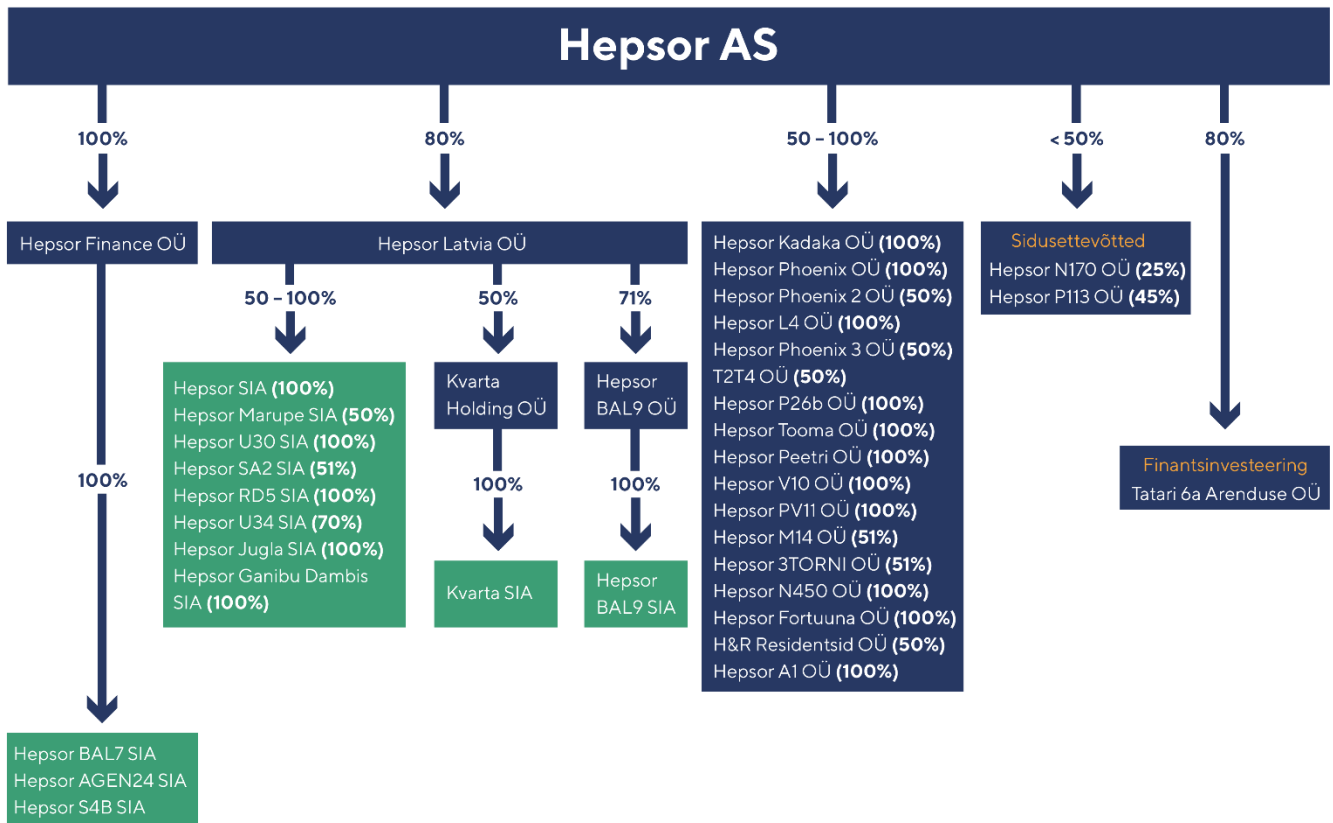 Hepsor AS
100%
80%
50 – 100%
< 50%
80%
Hepsor Finance OÜ
100%
Hepsor BAL7 SIA
Hepsor AGEN24 SIA
Hepsor S4B SIA
Hepsor Latvia OÜ
50 – 100%
50%
71%
Hepsor SIA (100%)
Hepsor Marupe SIA (50%)
Hepsor U30 SIA (100%)
Hepsor SA2 SIA (51%)
Hepsor RD5 SIA (100%)
Hepsor U34 SIA (70%)
Hepsor Jugla SIA (100%)
Hepsor Ganibu Dambis
SIA (100%)
Kvarta
Holding OÜ
100%
Kvarta SIA
Hepsor
BAL9 OÜ
100%
Hepsor
BAL9 SIA
Hepsor Kadaka OÜ (100%)
Hepsor Phoenix OÜ (100%)
Hepsor Phoenix 2 OÜ (50%)
Hepsor L4 OÜ (100%)
Hepsor Phoenix 3 OÜ (50%)
T2T4 OÜ (50%)
Hepsor P26b OÜ (100%)
Hepsor Tooma OÜ (100%)
Hepsor Peetri OÜ (100%)
Hepsor V10 OÜ (100%)
Hepsor PV11 OÜ (100%)
Hepsor M14 OÜ (51%)
Hepsor 3TORNI OÜ (51%)
Hepsor N450 OÜ (100%)
Hepsor Fortuuna OÜ (100%)
H&R Residentsid OÜ (50%)
Hepsor A1 OÜ (100%)
Sidusettevõtted
Hepsor N170 OÜ (25%)
Hepsor P113 OÜ (45%)
Finantsinvesteering
Tatari 6a Arenduse OÜ